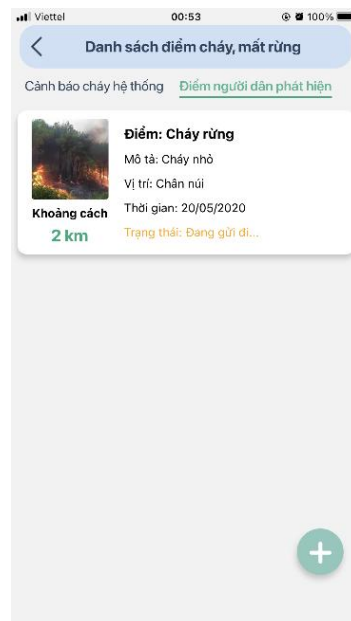 Viettel 00:53 100%
Danh sách điểm cháy, mất rừng
Cảnh báo cháy hệ thống Điểm người dân phát hiện
Điểm: Cháy rừng
Mô tả: Cháy nhỏ
Vị trí: Chân núi
Thời gian: 20/05/2020
Trạng thái: Đang gửi đi...
Khoảng cách
2 km